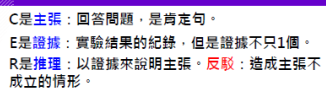 C是主張：回答問題，是肯定句。
E是證據：實驗結果的紀錄，但是證據不只1個。
R是推理：以證據來說明主張。反駁：造成主張不
成立的情形。